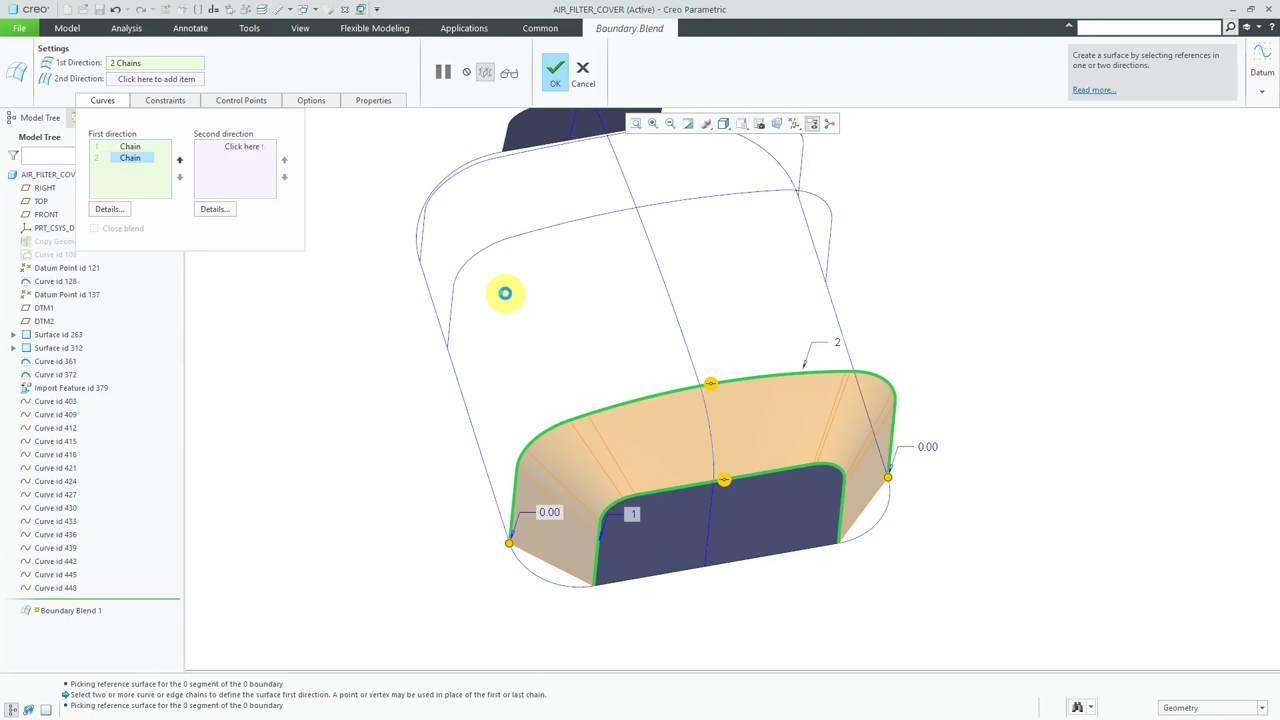 creo
AIR_FILTER_COVER (Active) - Creo Parametric
File
Model
Analysis
Annotate
Tools
View
Flexible Modeling
Applications
Common
Boundary Blend
Settings
1st Direction: 2 Chains
2nd Direction: Click here to add item
OK
Cancel
Create a surface by selecting references in
one or two directions.
Read more...
Datum
Curves
Constraints
Control Points
Options
Properties
Model Tree
Model Tree
First direction
Second direction
1 Chain
2 Chain
Click here t
Details...
Details...
Close blend
AIR_FILTER_COV
RIGHT
TOP
FRONT
PRT_CSYS_D
Copy Geom
Curve id 109
Datum Point id 121
Curve id 128
Datum Point id 137
DTM1
DTM2
Surface id 263
Surface id 312
Curve id 361
Curve id 372
Import Feature id 379
Curve id 403
Curve id 409
Curve id 412
Curve id 415
Curve id 418
Curve id 421
Curve id 424
Curve id 427
Curve id 430
Curve id 433
Curve id 436
Curve id 439
Curve id 442
Curve id 445
Curve id 448
Boundary Blend 1
2
0.00
0.00
1
Picking reference surface for the 0 segment of the 0 boundary
Select two or more curve or edge chains to define the surface first direction. A point or vertex may be used in place of the first or last chain.
Picking reference surface for the 0 segment of the 0 boundary
Geometry